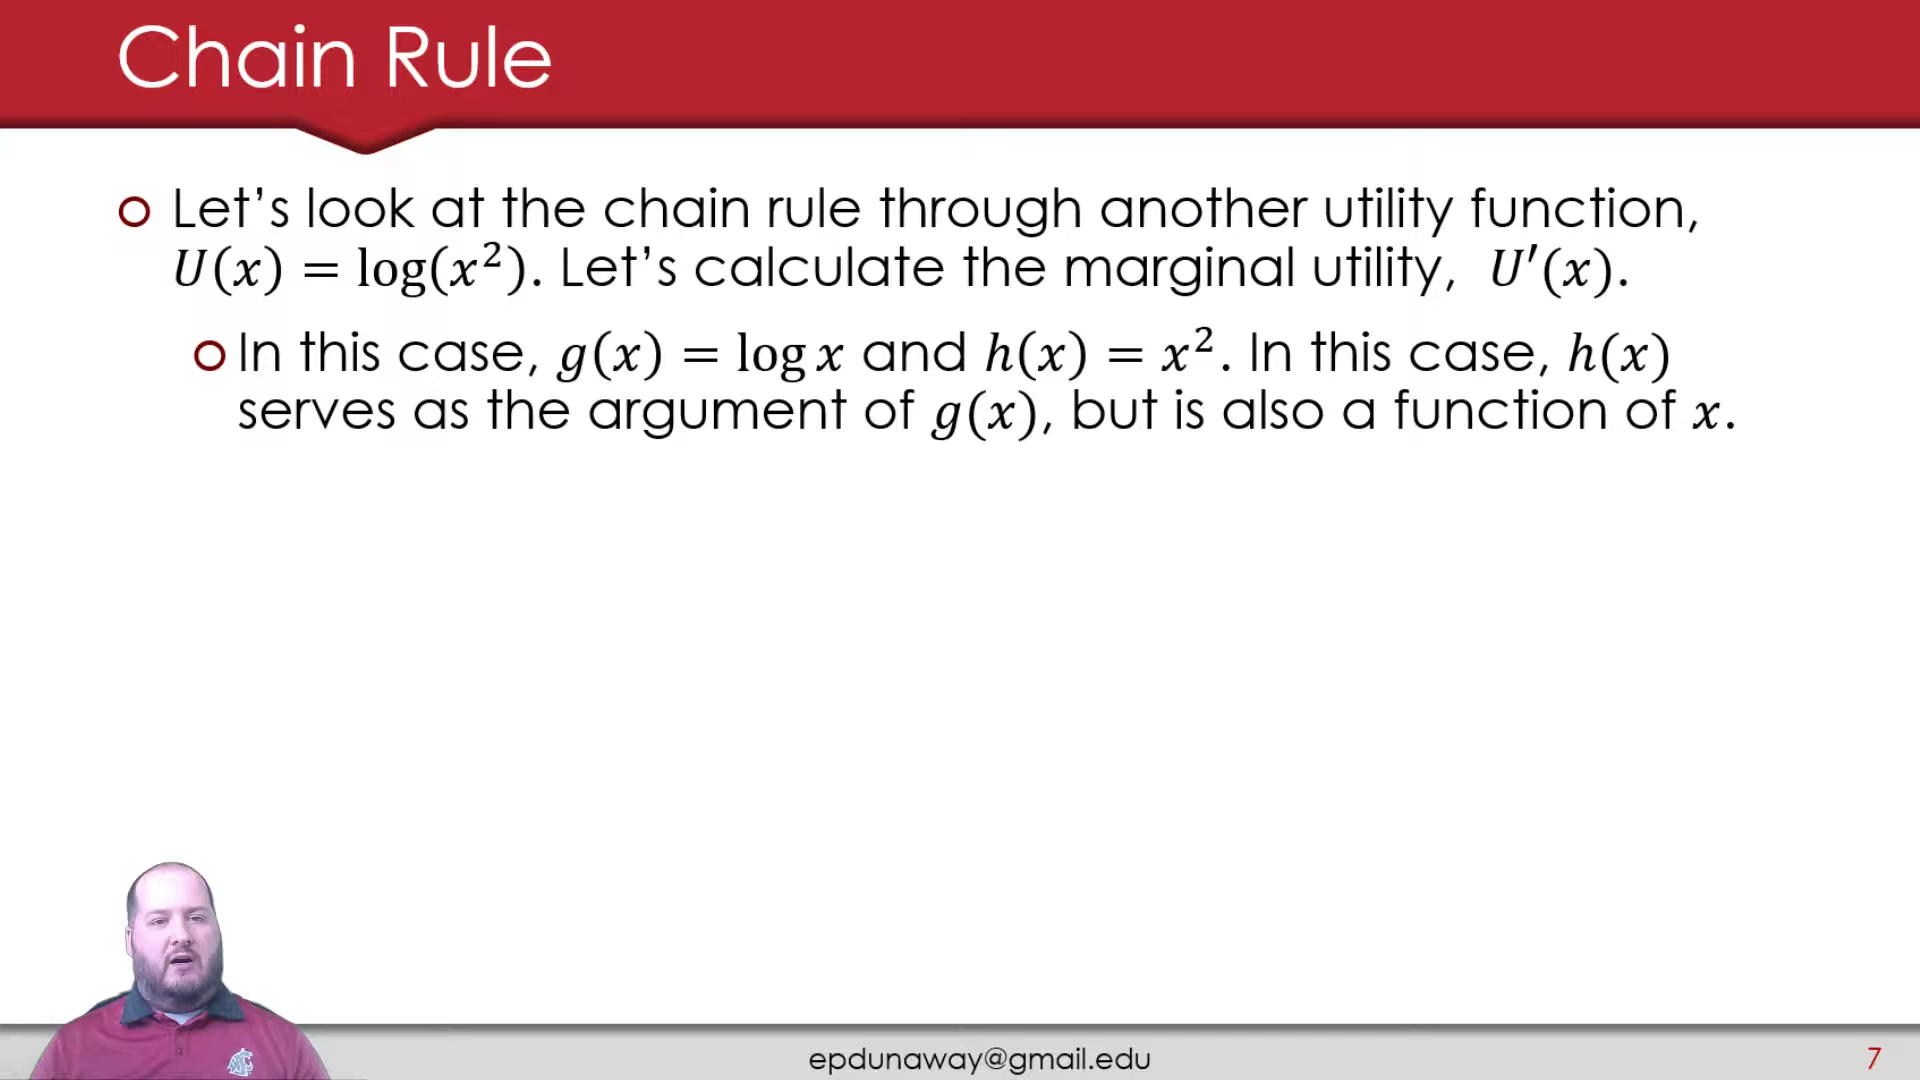 Chain Rule
Let's look at the chain rule through another utility function,
U(x) = log(x²). Let's calculate the marginal utility, U′(x).
In this case, g(x) = log x and h(x) = x². In this case, h(x)
serves as the argument of g(x), but is also a function of x.
epdunaway@gmail.edu
7